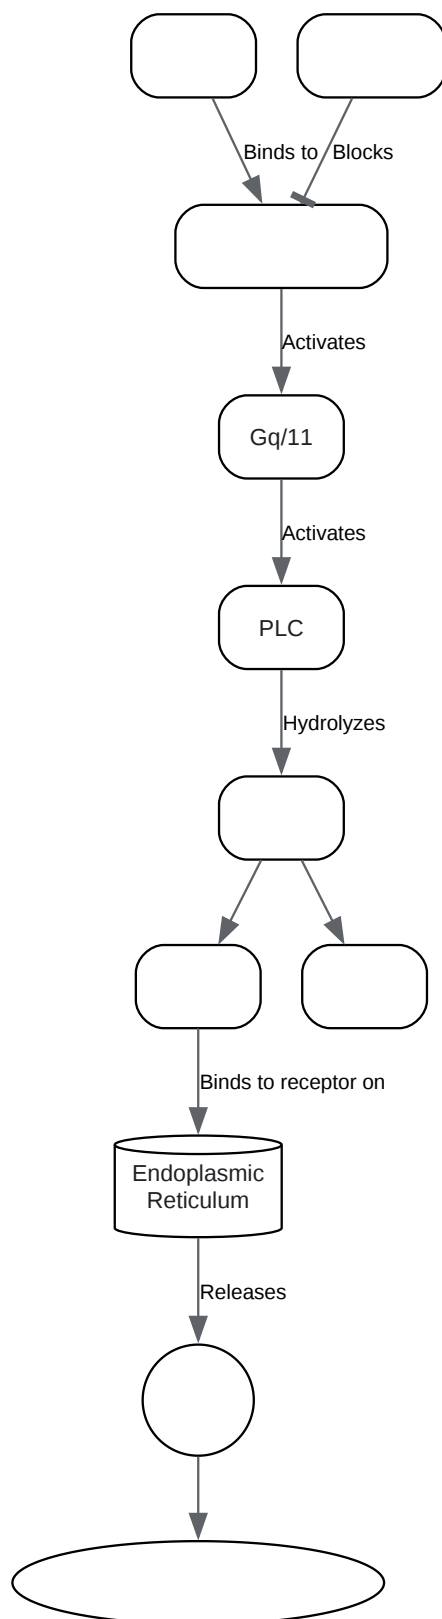 Binds to
Blocks
Activates
Gq/11
Activates
PLC
Hydrolyzes
Binds to receptor on
Endoplasmic
Reticulum
Releases